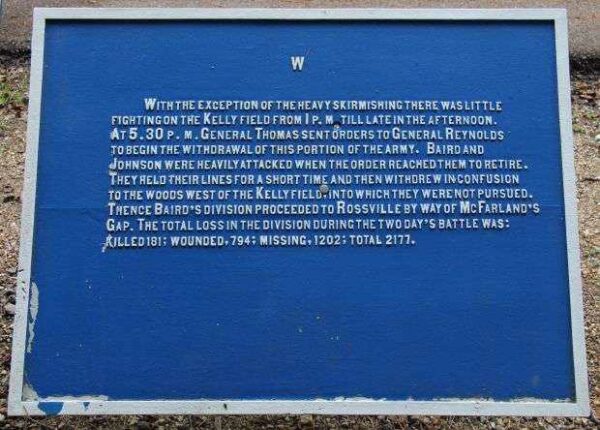 W
WITH THE EXCEPTION OF THE HEAVY SKIRMISHING THERE WAS LITTLE
FIGHTING ON THE KELLY FIELD FROM 1 P. M. TILL LATE IN THE AFTERNOON.
AT 5.30 P. M. GENERAL THOMAS SENT ORDERS TO GENERAL REYNOLDS
TO BEGIN THE WITHDRAWAL OF THIS PORTION OF THE ARMY. BAIRD AND
JOHNSON WERE HEAVILY ATTACKED WHEN THE ORDER REACHED THEM TO RETIRE.
THEY HELD THEIR LINES FOR A SHORT TIME AND THEN WITHDREW IN CONFUSION
TO THE WOODS WEST OF THE KELLY FIELD, INTO WHICH THEY WERE NOT PURSUED.
THENCE BAIRD'S DIVISION PROCEEDED TO ROSSVILLE BY WAY OF MCFARLAND'S
GAP. THE TOTAL LOSS IN THE DIVISION DURING THE TWO DAY'S BATTLE WAS:
KILLED 181; WOUNDED, 794; MISSING, 1202; TOTAL 2177.